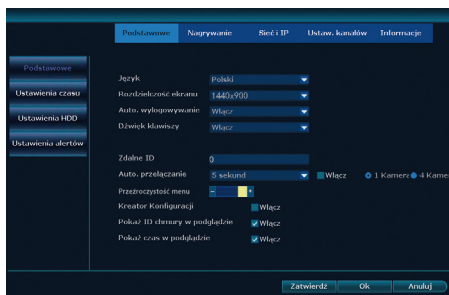 Podstawowe Nagrywanie Sieć i IP Ustaw. kanałów Informacje
Podstawowe
Ustawienia czasu
Ustawienia HDD
Ustawienia alertów
Język Polski
Rozdzielczość ekranu 1440x900
Auto. wylogowywanie Włącz
Dźwięk klawiszy Włącz
Zdalne ID 0
Auto. przełączanie 5 sekund Włącz 1 Kamera 4 Kame
Przeźroczystość menu - +
Kreator Konfiguracji Włącz
Pokaż ID chmury w podglądzie Włącz
Pokaż czas w podglądzie Włącz
Zatwierdź Ok Anuluj